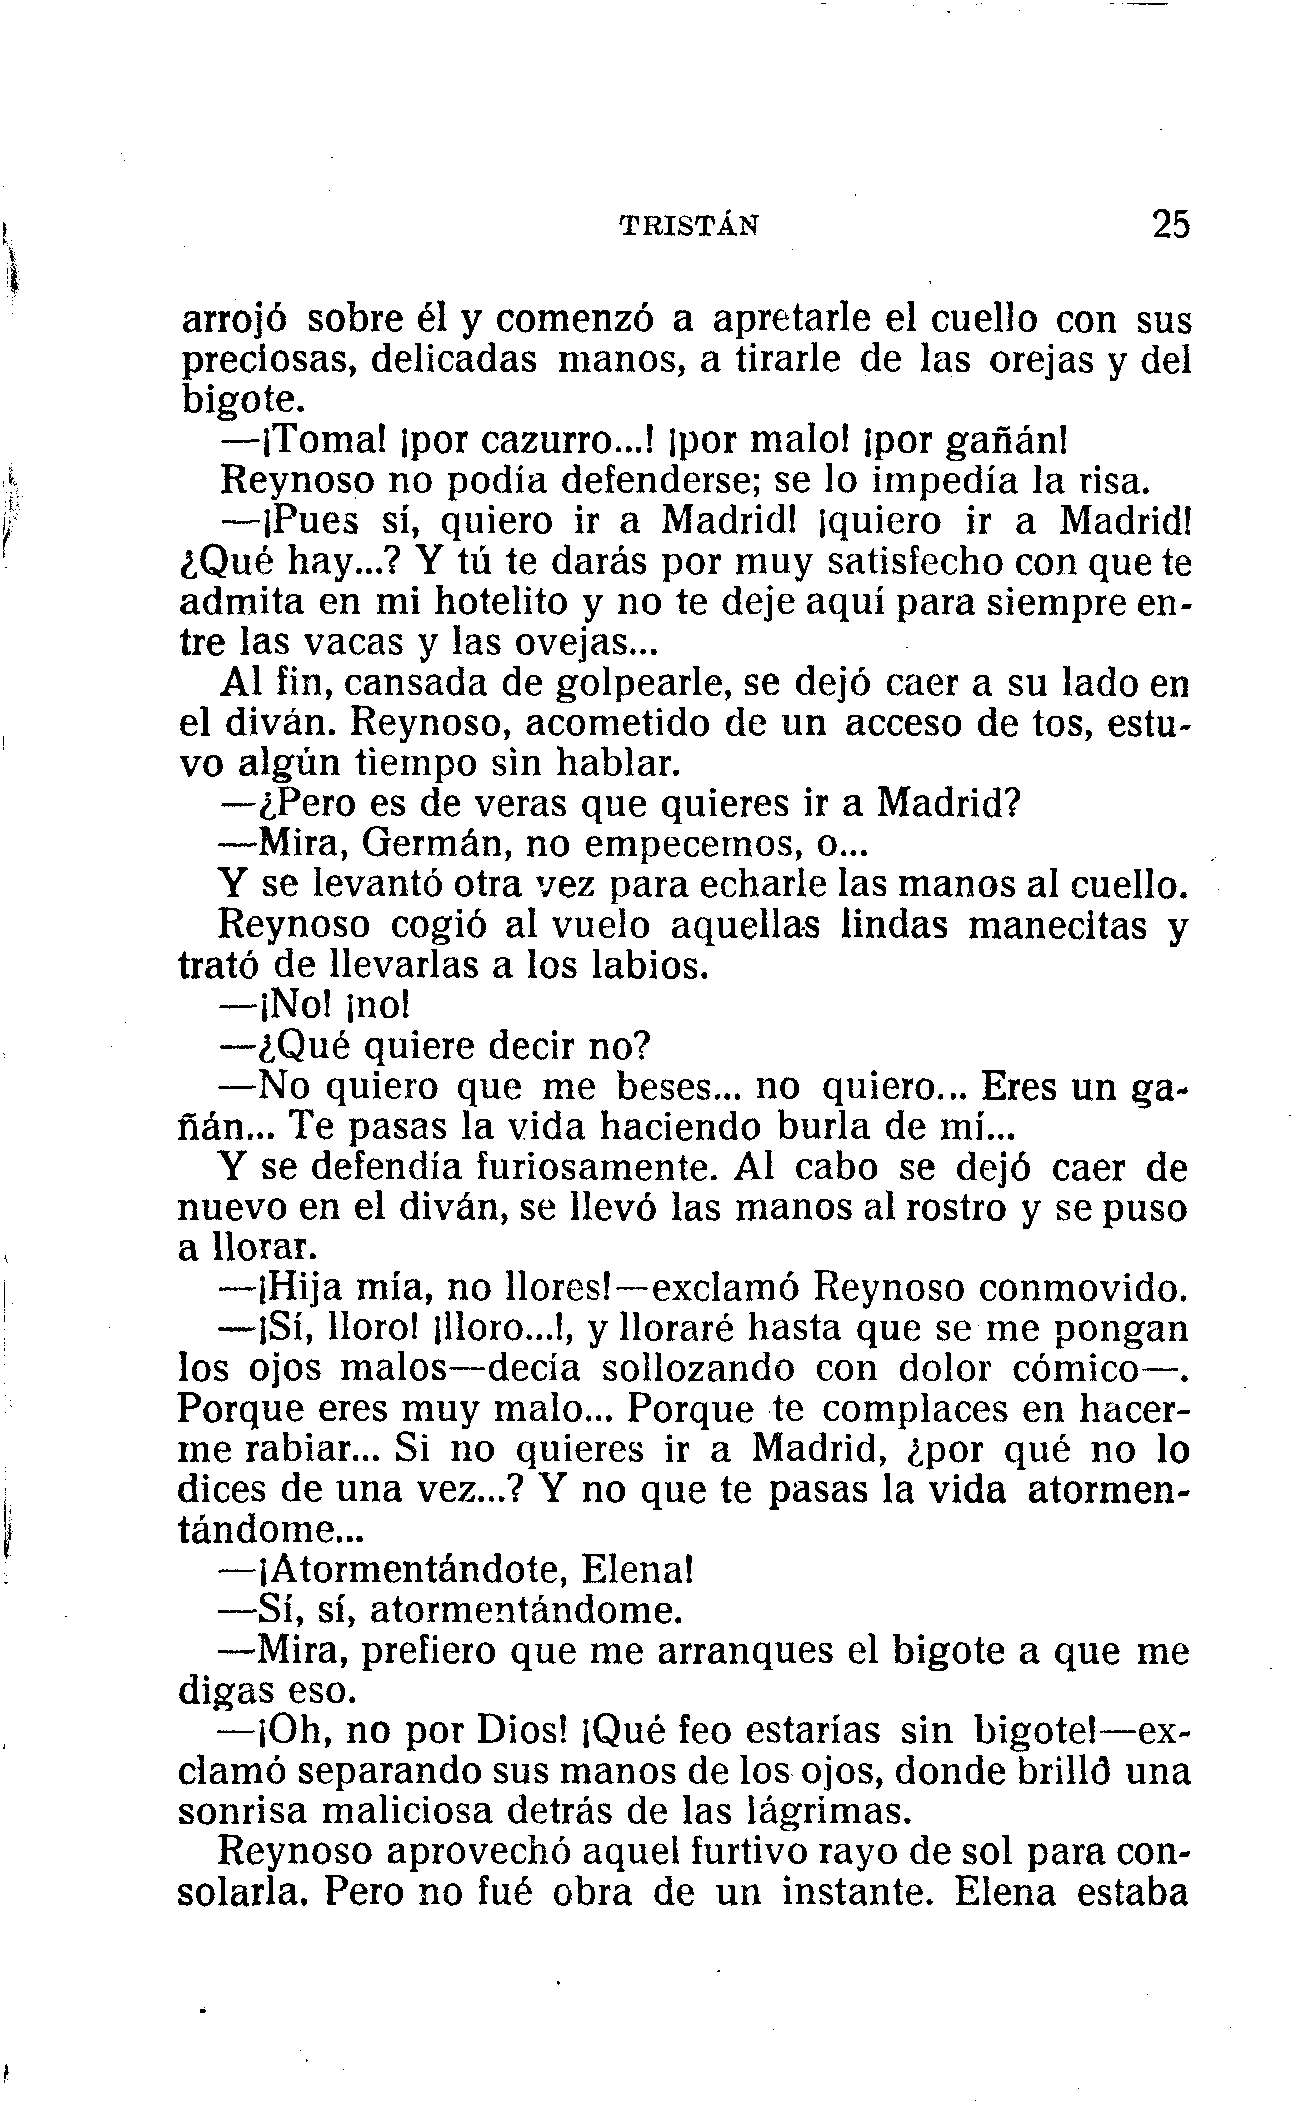 TRISTÁN 25
arrojó sobre él y comenzó a apretarle el cuello con sus
preciosas, delicadas manos, a tirarle de las orejas y del
bigote.
—¡Toma! ¡por cazurro...! ¡por malo! ¡por gañán!
Reynoso no podía defenderse; se lo impedía la risa.
—¡Pues sí, quiero ir a Madrid! ¡quiero ir a Madrid!
¿Qué hay...? Y tú te darás por muy satisfecho con que te
admita en mi hotelito y no te deje aquí para siempre en-
tre las vacas y las ovejas...
Al fin, cansada de golpearle, se dejó caer a su lado en
el diván. Reynoso, acometido de un acceso de tos, estu-
vo algún tiempo sin hablar.
—¿Pero es de veras que quieres ir a Madrid?
—Mira, Germán, no empecemos, o...
Y se levantó otra vez para echarle las manos al cuello.
Reynoso cogió al vuelo aquellas lindas manecitas y
trató de llevarlas a los labios.
—¡No! ¡no!
—¿Qué quiere decir no?
—No quiero que me beses... no quiero... Eres un ga-
ñán... Te pasas la vida haciendo burla de mí...
Y se defendía furiosamente. Al cabo se dejó caer de
nuevo en el diván, se llevó las manos al rostro y se puso
a llorar.
—¡Hija mía, no llores!—exclamó Reynoso conmovido.
—¡Sí, lloro! ¡lloro...!, y lloraré hasta que se me pongan
los ojos malos—decía sollozando con dolor cómico—.
Porque eres muy malo... Porque te complaces en hacer-
me rabiar... Si no quieres ir a Madrid, ¿por qué no lo
dices de una vez...? Y no que te pasas la vida atormen-
tándome...
—¡Atormentándote, Elena!
—Sí, sí, atormentándome.
—Mira, prefiero que me arranques el bigote a que me
digas eso.
—¡Oh, no por Dios! ¡Qué feo estarías sin bigote!—ex-
clamó separando sus manos de los ojos, donde brilló una
sonrisa maliciosa detrás de las lágrimas.
Reynoso aprovechó aquel furtivo rayo de sol para con-
solarla. Pero no fué obra de un instante. Elena estaba